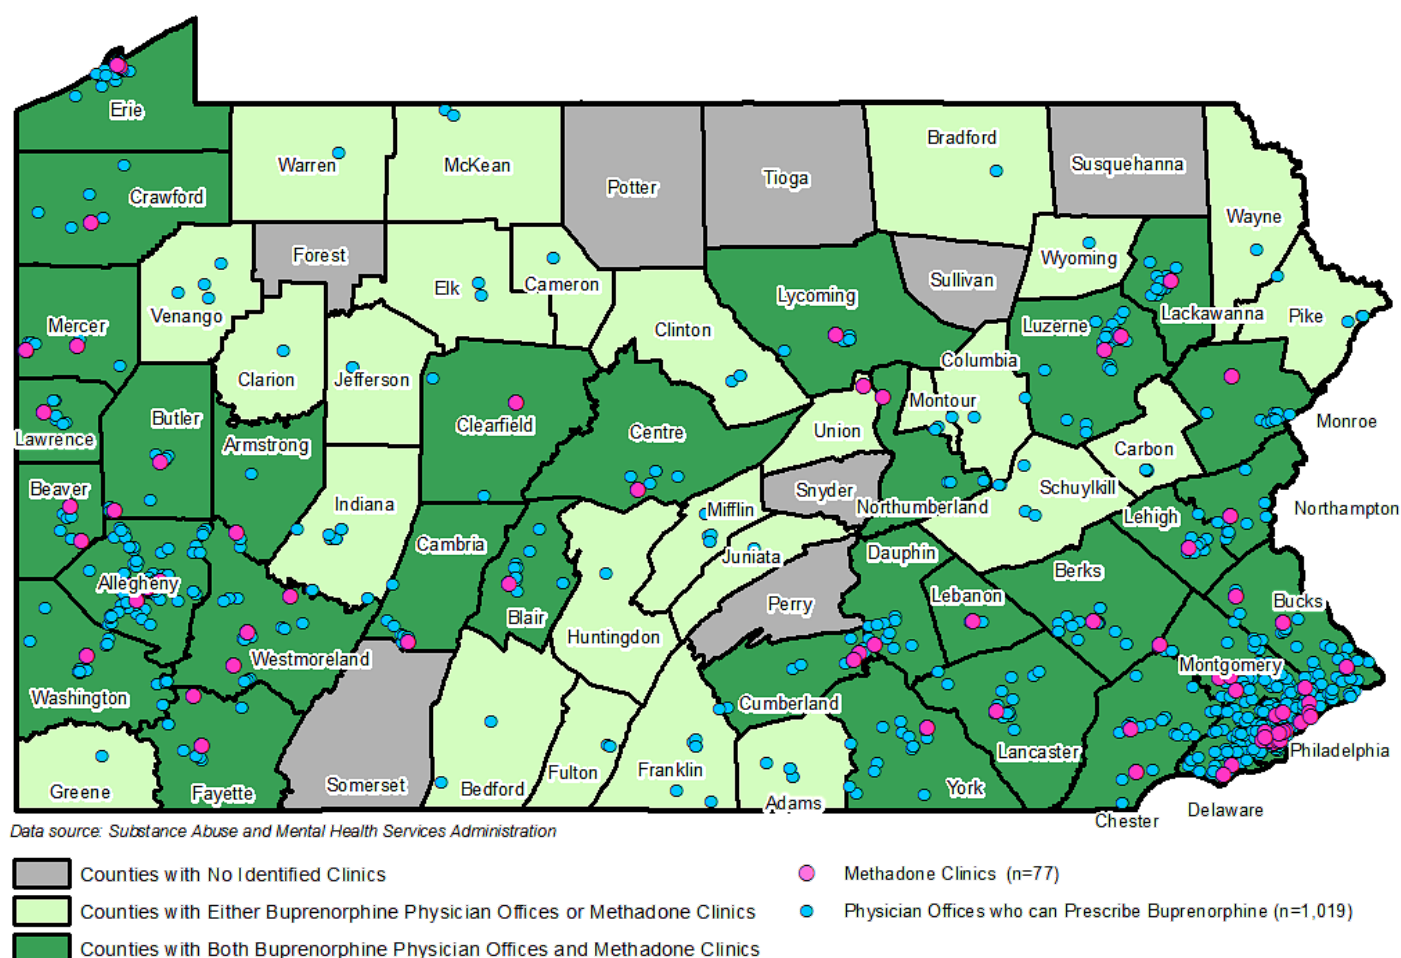 Erie
Warren
McKean
Potter
Tioga
Bradford
Susquehanna
Wayne
Crawford
Forest
Elk
Cameron
Sullivan
Wyoming
Lackawanna
Pike
Mercer
Venango
Clinton
Lycoming
Luzerne
Columbia
Clarion
Jefferson
Monroe
Lawrence
Butler
Armstrong
Clearfield
Centre
Union
Montour
Carbon
Beaver
Indiana
Mifflin
Snyder
Northumberland
Schuylkill
Lehigh
Northampton
Allegheny
Cambria
Blair
Juniata
Dauphin
Perry
Lebanon
Berks
Bucks
Huntingdon
Washington
Westmoreland
Cumberland
Montgomery
Greene
Fayette
Somerset
Bedford
Fulton
Franklin
Adams
York
Lancaster
Philadelphia
Chester
Delaware
Data source: Substance Abuse and Mental Health Services Administration
Counties with No Identified Clinics
Counties with Either Buprenorphine Physician Offices or Methadone Clinics
Counties with Both Buprenorphine Physician Offices and Methadone Clinics
Methadone Clinics (n=77)
Physician Offices who can Prescribe Buprenorphine (n=1,019)